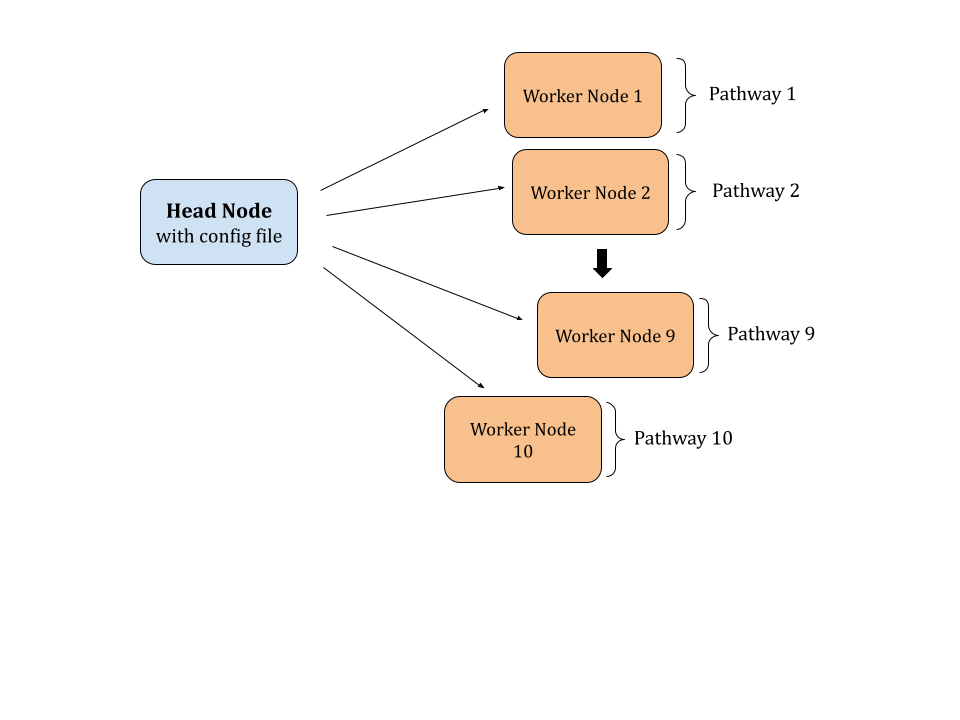 Worker Node 1
Pathway 1
Head Node
with config file
Worker Node 2
Pathway 2
Worker Node 9
Pathway 9
Worker Node
10
Pathway 10